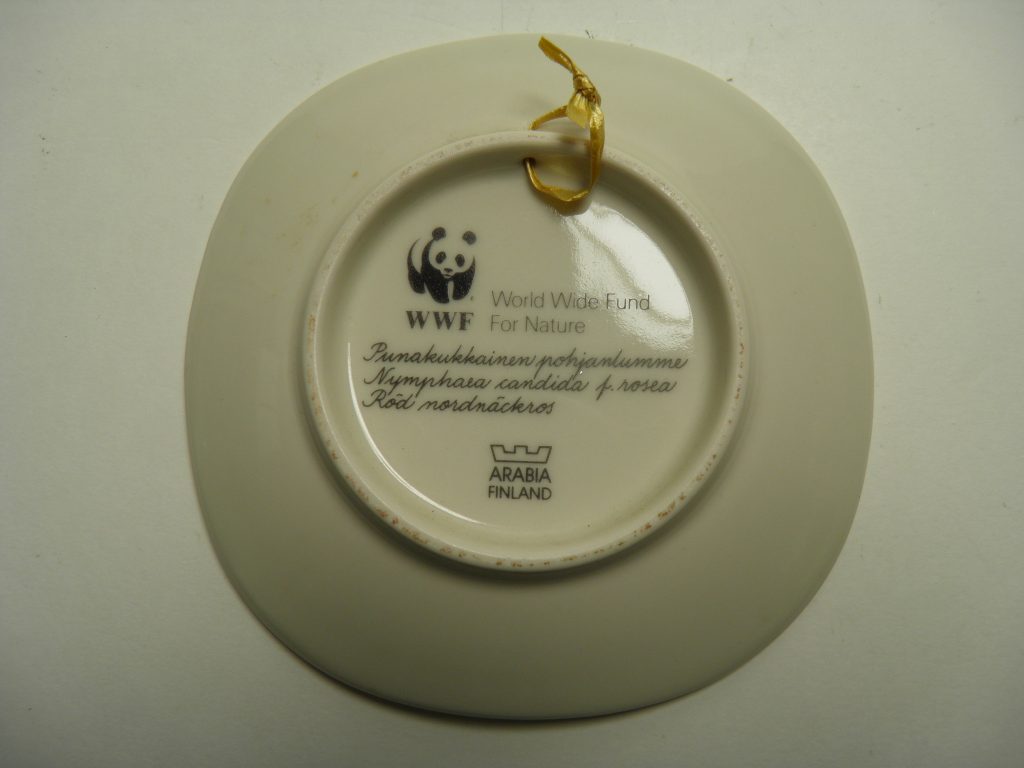 WWF
World Wide Fund
For Nature
Punakukkainen pohjanlumme
Nymphaea candida f. rosea
Röd nordnäckros
ARABIA
FINLAND